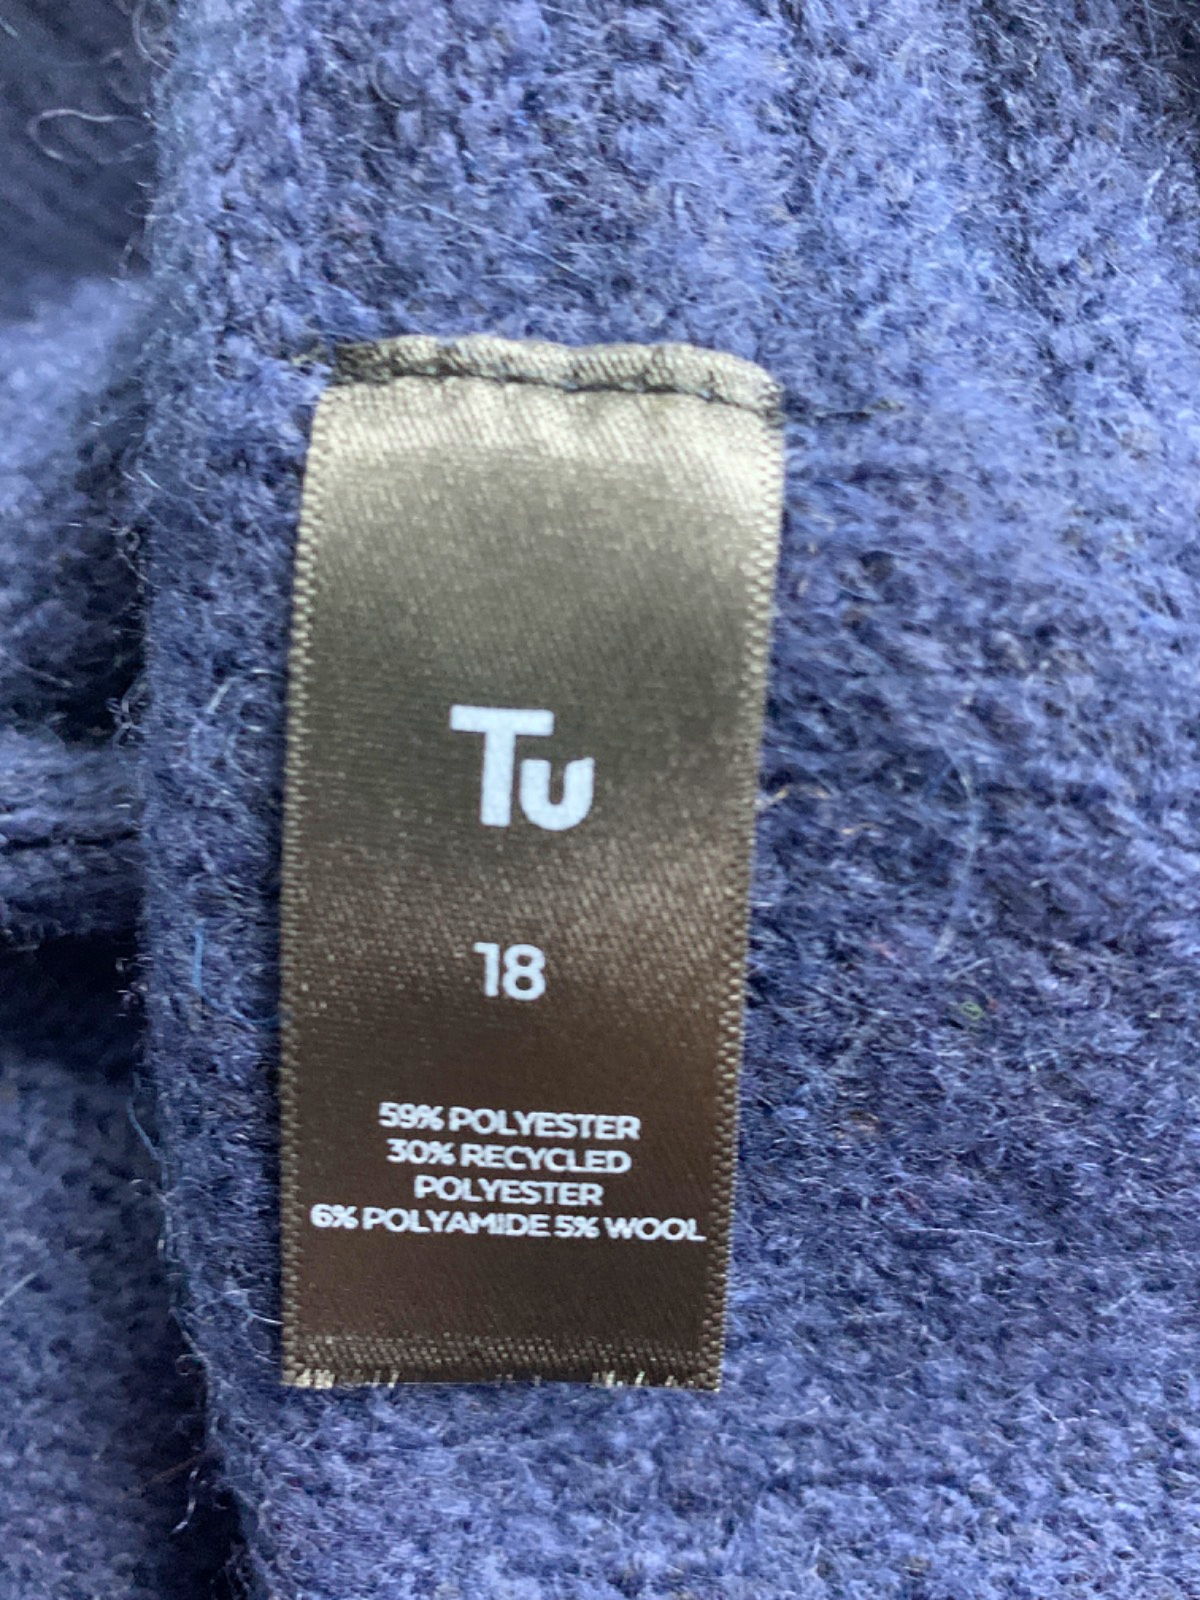 Tu
18
59% POLYESTER
30% RECYCLED
POLYESTER
6% POLYAMIDE 5% WOOL